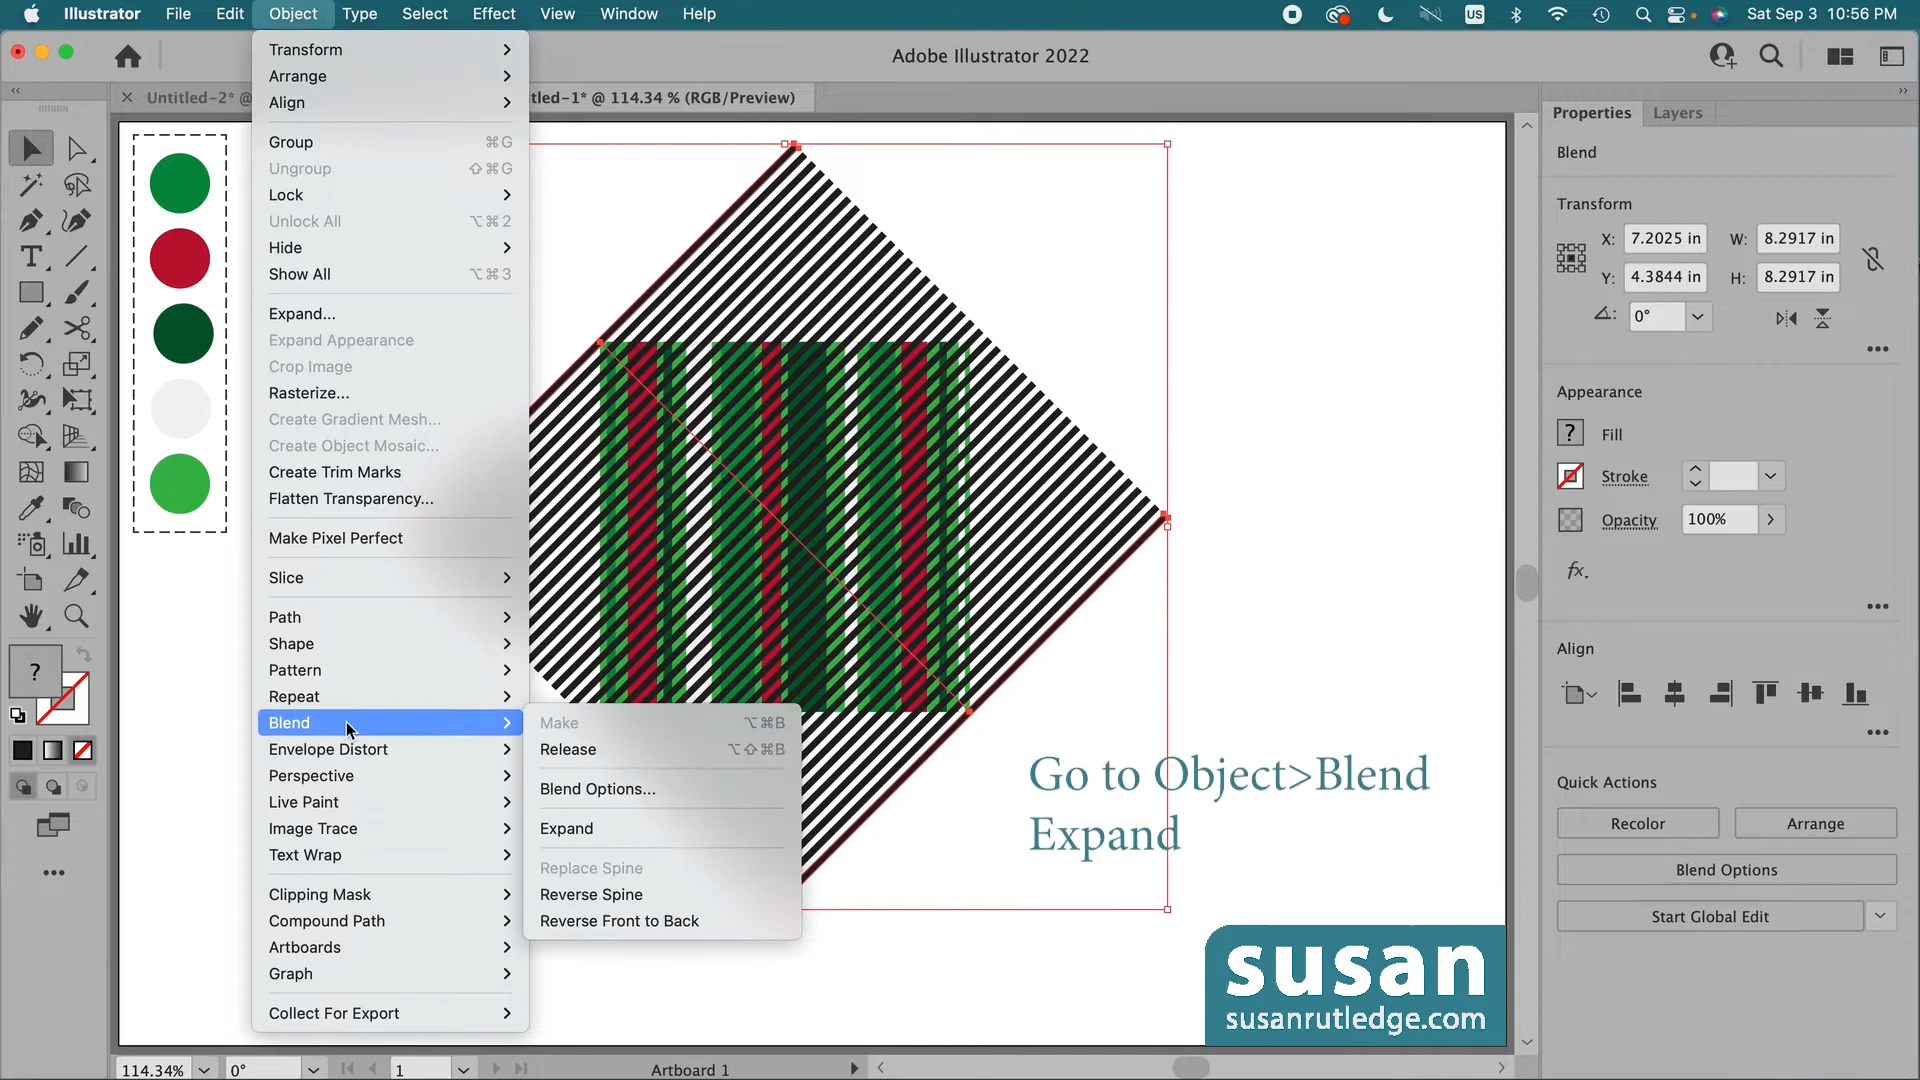 Illustrator File Edit Object Type Select Effect View Window Help
US
Sat Sep 3 10:56 PM
Adobe Illustrator 2022
Untitled-2* @
tled-1* @ 114.34 % (RGB/Preview)
Transform
Arrange
Align
Group ⌘G
Ungroup ⇧⌘G
Lock
Unlock All ⌥⌘2
Hide
Show All ⌥⌘3
Expand...
Expand Appearance
Crop Image
Rasterize...
Create Gradient Mesh...
Create Object Mosaic...
Create Trim Marks
Flatten Transparency...
Make Pixel Perfect
Slice
Path
Shape
Pattern
Repeat
Blend
Envelope Distort
Perspective
Live Paint
Image Trace
Text Wrap
Clipping Mask
Compound Path
Artboards
Graph
Collect For Export
Make ⌥⌘B
Release ⌥⇧⌘B
Blend Options...
Expand
Replace Spine
Reverse Spine
Reverse Front to Back
Go to Object>Blend
Expand
susan
susanrutledge.com
Properties Layers
Blend
Transform
X: 7.2025 in W: 8.2917 in
Y: 4.3844 in H: 8.2917 in
0°
Appearance
? Fill
Stroke
Opacity 100%
fx.
Align
Quick Actions
Recolor Arrange
Blend Options
Start Global Edit
?
114.34% 0° 1 Artboard 1